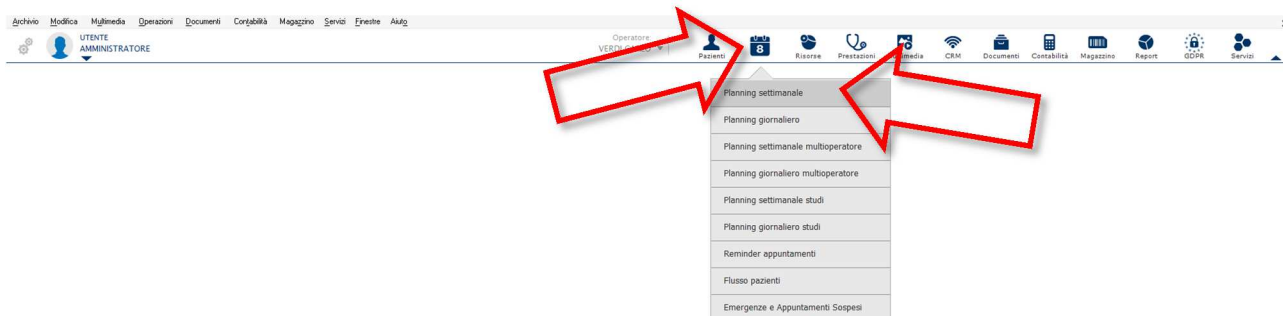 Archivio Modifica Multimedia Operazioni Documenti Contabilità Magazzino Servizi Finestre Aiuto
UTENTE
AMMINISTRATORE
Operatore
Pazienti
8
Risorse
Prestazioni
CRM
Documenti
Contabilità
Magazzino
Report
GDPR
Servizi
Planning settimanale
Planning giornaliero
Planning settimanale multioperatore
Planning giornaliero multioperatore
Planning settimanale studi
Planning giornaliero studi
Reminder appuntamenti
Flusso pazienti
Emergenze e Appuntamenti Sospesi